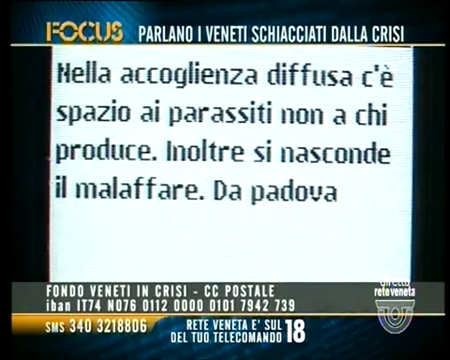 FOCUS PARLANO I VENETI SCHIACCIATI DALLA CRISI
Nella accoglienza diffusa c'è
spazio ai parassiti non a chi
produce. Inoltre si nasconde
il malaffare. Da padova
diretta
reteveneta
FONDO VENETI IN CRISI - CC POSTALE
iban IT74 N076 0112 0000 0101 7942 739
SMS 340 3218806
RETE VENETA E' SUL 18
DEL TUO TELECOMANDO